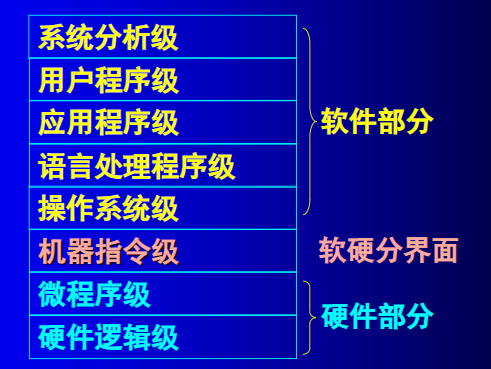 系统分析级
用户程序级
应用程序级
语言处理程序级
操作系统级
软件部分
机器指令级
软硬分界面
微程序级
硬件逻辑级
硬件部分